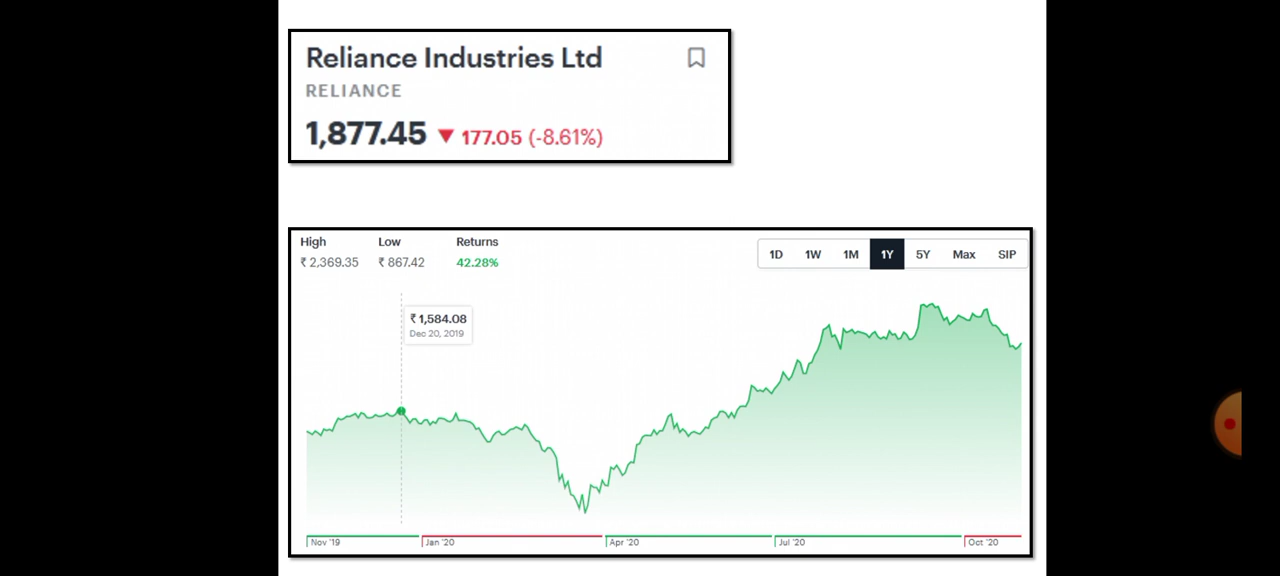 Reliance Industries Ltd
RELIANCE
1,877.45 ▼ 177.05 (-8.61%)
High Low Returns
₹ 2,369.35 ₹ 867.42 42.28%
1D 1W 1M 1Y 5Y Max SIP
₹ 1,584.08
Dec 20, 2019
Nov '19 Jan '20 Apr '20 Jul '20 Oct '20